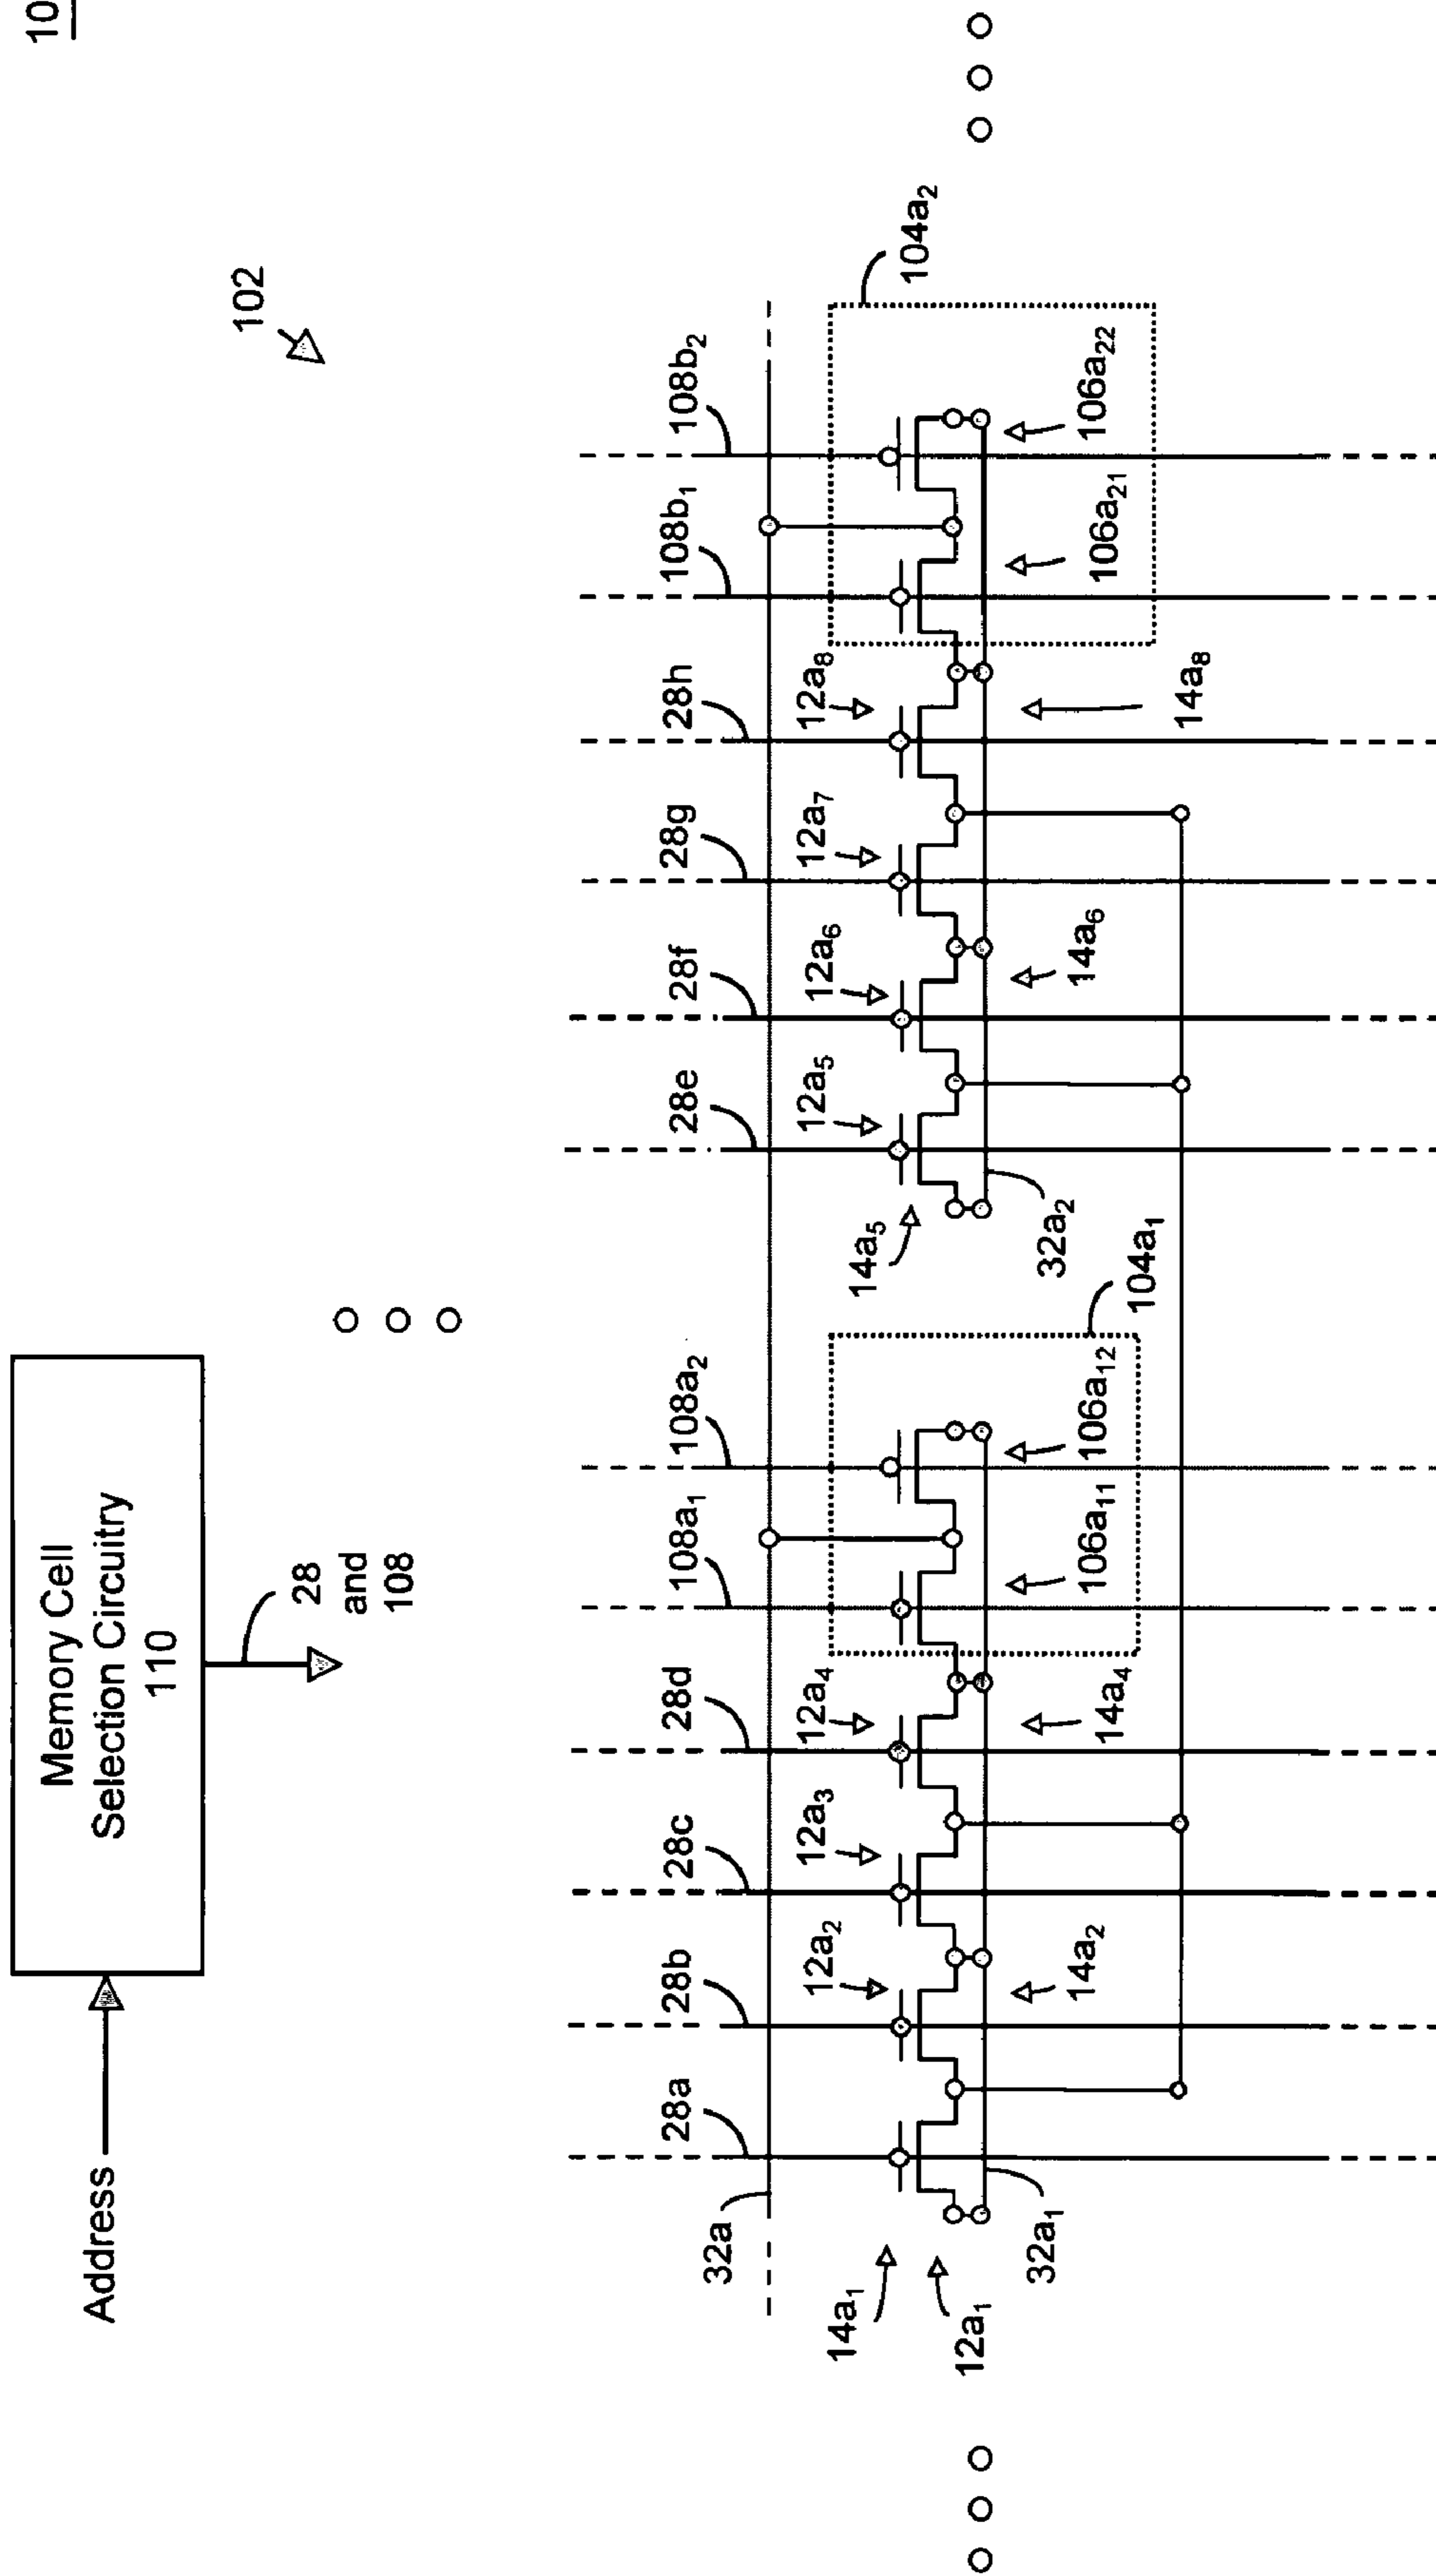 10
Memory Cell
Selection Circuitry
110
Address
28
and
108
102
32a
28a
28b
28c
28d
108a₁
108a₂
28e
28f
28g
28h
108b₁
108b₂
14a₁
12a₁
12a₂
12a₃
12a₄
14a₅
12a₅
12a₆
12a₇
12a₈
104a₂
32a₁
14a₂
14a₄
106a₁₁
106a₁₂
104a₁
32a₂
14a₆
14a₈
106a₂₁
106a₂₂